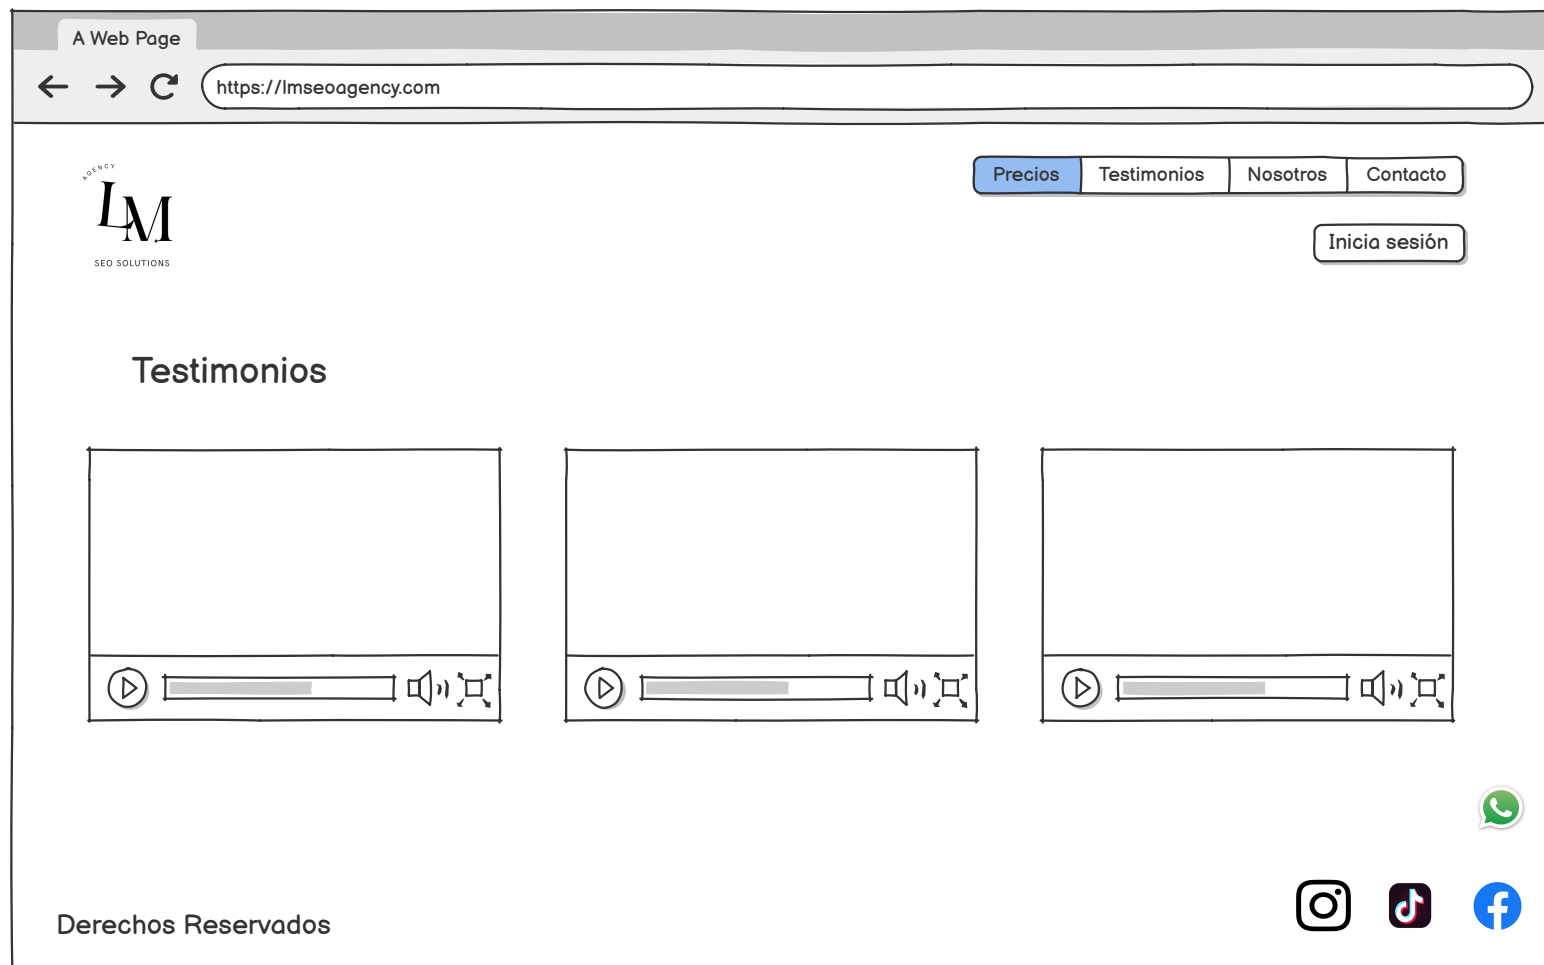 A Web Page
https://lmseoagency.com
AGENCY
LM
SEO SOLUTIONS
Precios Testimonios Nosotros Contacto
Inicia sesión
Testimonios
Derechos Reservados